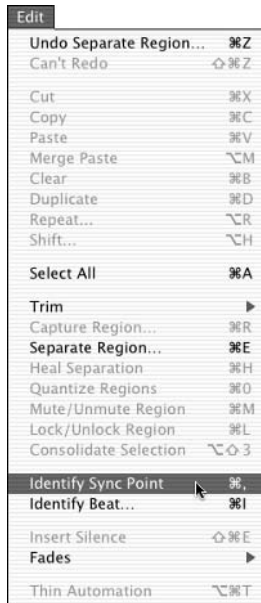 Edit
Undo Separate Region... ⌘Z
Can't Redo ⇧⌘Z
Cut ⌘X
Copy ⌘C
Paste ⌘V
Merge Paste ⌥M
Clear ⌘B
Duplicate ⌘D
Repeat... ⌥R
Shift... ⌥H
Select All ⌘A
Trim
Capture Region... ⌘R
Separate Region... ⌘E
Heal Separation ⌘H
Quantize Regions ⌘0
Mute/Unmute Region ⌘M
Lock/Unlock Region ⌘L
Consolidate Selection ⌥⇧3
Identify Sync Point ⌘,
Identify Beat... ⌘I
Insert Silence ⇧⌘E
Fades
Thin Automation ⌥⌘T